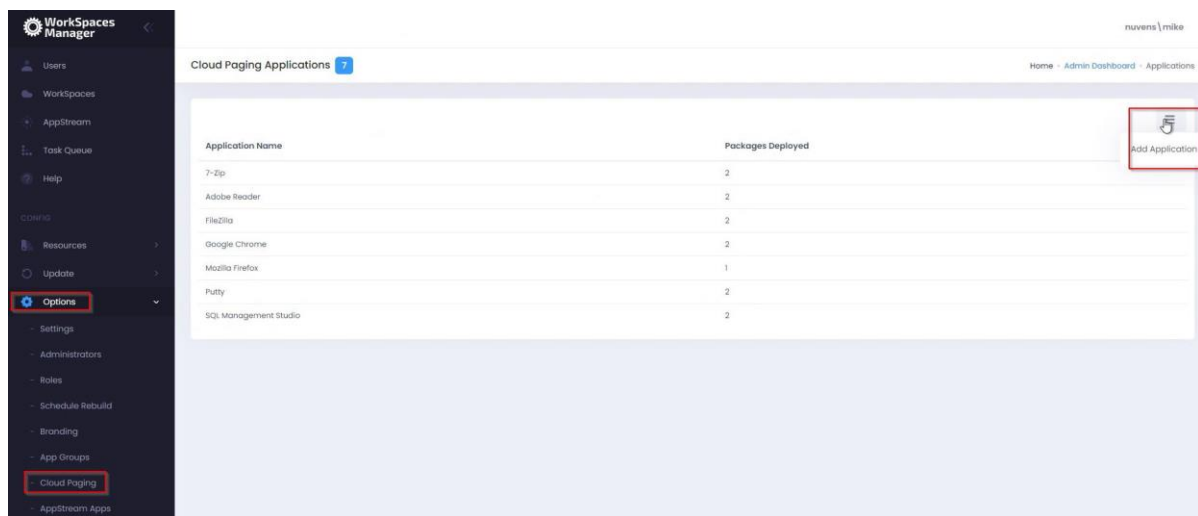 WorkSpaces
Manager
nuvens\mike
Users
WorkSpaces
AppStream
Task Queue
Help
CONFIG
Resources
Update
Options
Settings
Administrators
Roles
Schedule Rebuild
Branding
App Groups
Cloud Paging
AppStream Apps
Cloud Paging Applications 7
Home - Admin Dashboard - Applications
Add Application
Application Name Packages Deployed
7-Zip 2
Adobe Reader 2
FileZilla 2
Google Chrome 2
Mozilla Firefox 1
Putty 2
SQL Management Studio 2